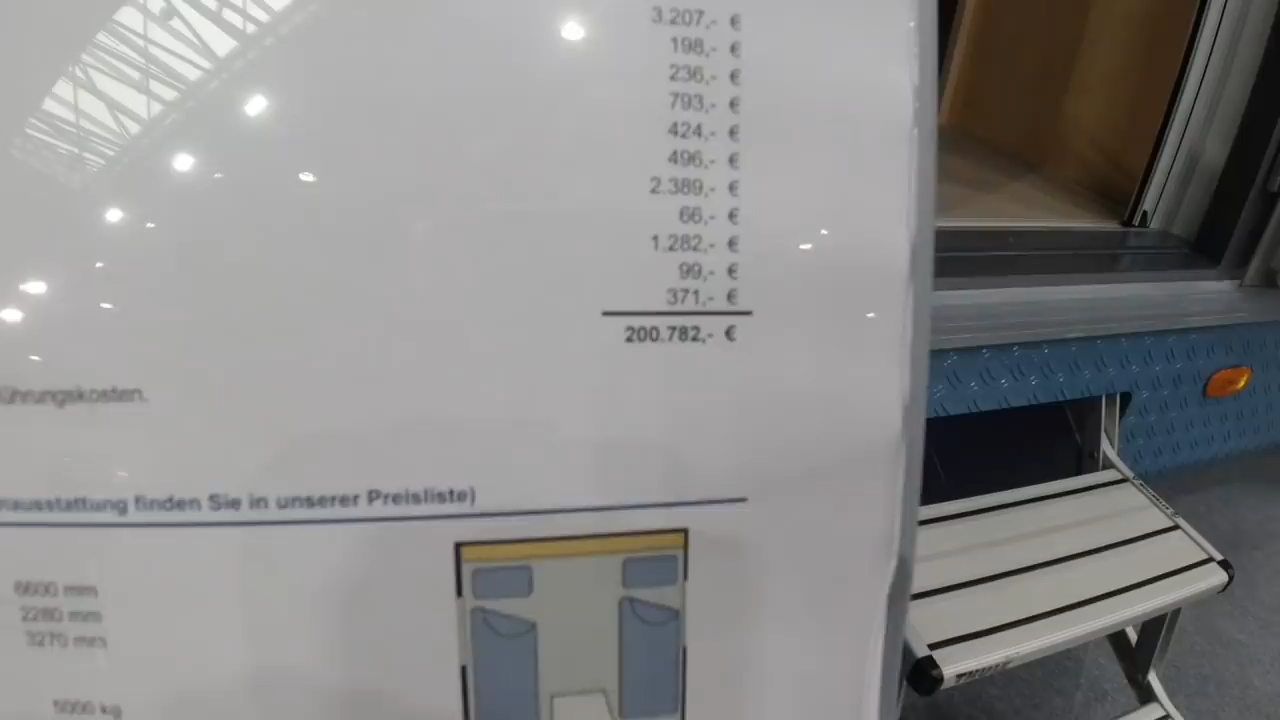 3.207,- €
198,- €
236,- €
793,- €
424,- €
496,- €
2.389,- €
66,- €
1.282,- €
99,- €
371,- €
200.782,- €
ührungskosten.
nausstattung finden Sie in unserer Preisliste)
6600 mm
2280 mm
3270 mm
5000 kg